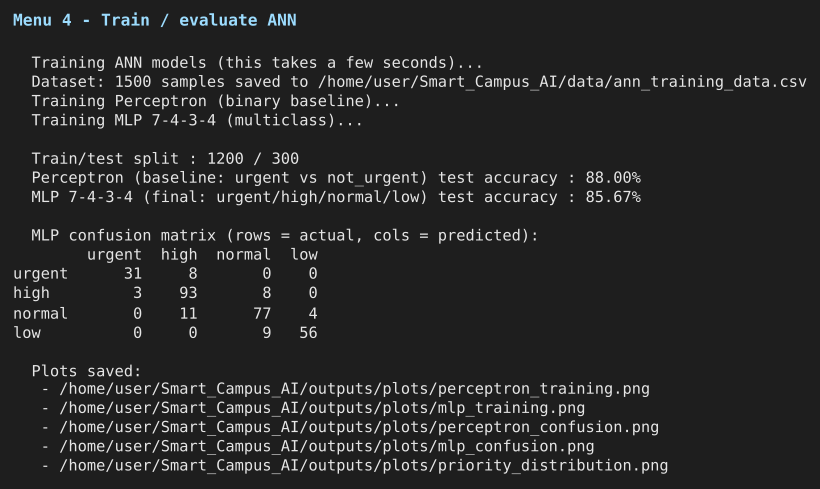 Menu 4 - Train / evaluate ANN
Training ANN models (this takes a few seconds)...
Dataset: 1500 samples saved to /home/user/Smart_Campus_AI/data/ann_training_data.csv
Training Perceptron (binary baseline)...
Training MLP 7-4-3-4 (multiclass)...
Train/test split : 1200 / 300
Perceptron (baseline: urgent vs not_urgent) test accuracy : 88.00%
MLP 7-4-3-4 (final: urgent/high/normal/low) test accuracy : 85.67%
MLP confusion matrix (rows = actual, cols = predicted):
urgent  high  normal  low
urgent      31     8       0    0
high         3    93       8    0
normal       0    11      77    4
low          0     0       9   56
Plots saved:
- /home/user/Smart_Campus_AI/outputs/plots/perceptron_training.png
- /home/user/Smart_Campus_AI/outputs/plots/mlp_training.png
- /home/user/Smart_Campus_AI/outputs/plots/perceptron_confusion.png
- /home/user/Smart_Campus_AI/outputs/plots/mlp_confusion.png
- /home/user/Smart_Campus_AI/outputs/plots/priority_distribution.png